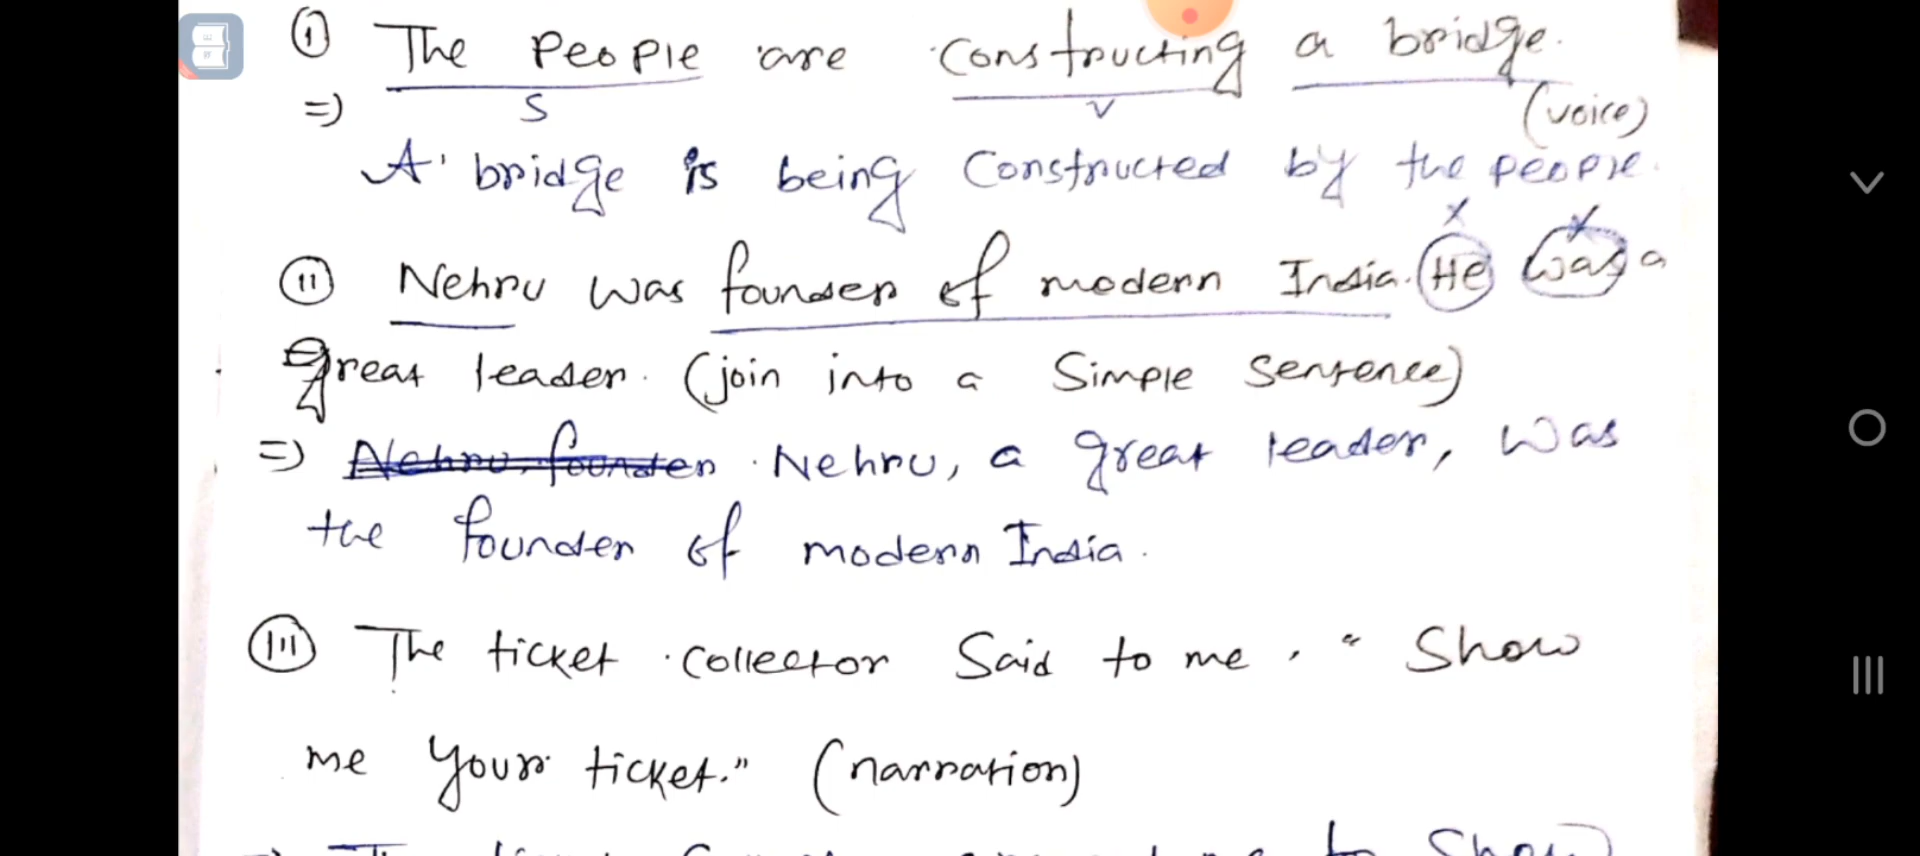 (i) The People are constructing a bridge.
S V (voice)
=) A bridge is being constructed by the people.
(ii) Nehru was founder of modern India. He was a
great leader. (join into a Simple Sentence)
=) Nehru, founder Nehru, a great leader, was
the founder of modern India.
(iii) The ticket collector Said to me, "Show
me your ticket." (narration)
to Show